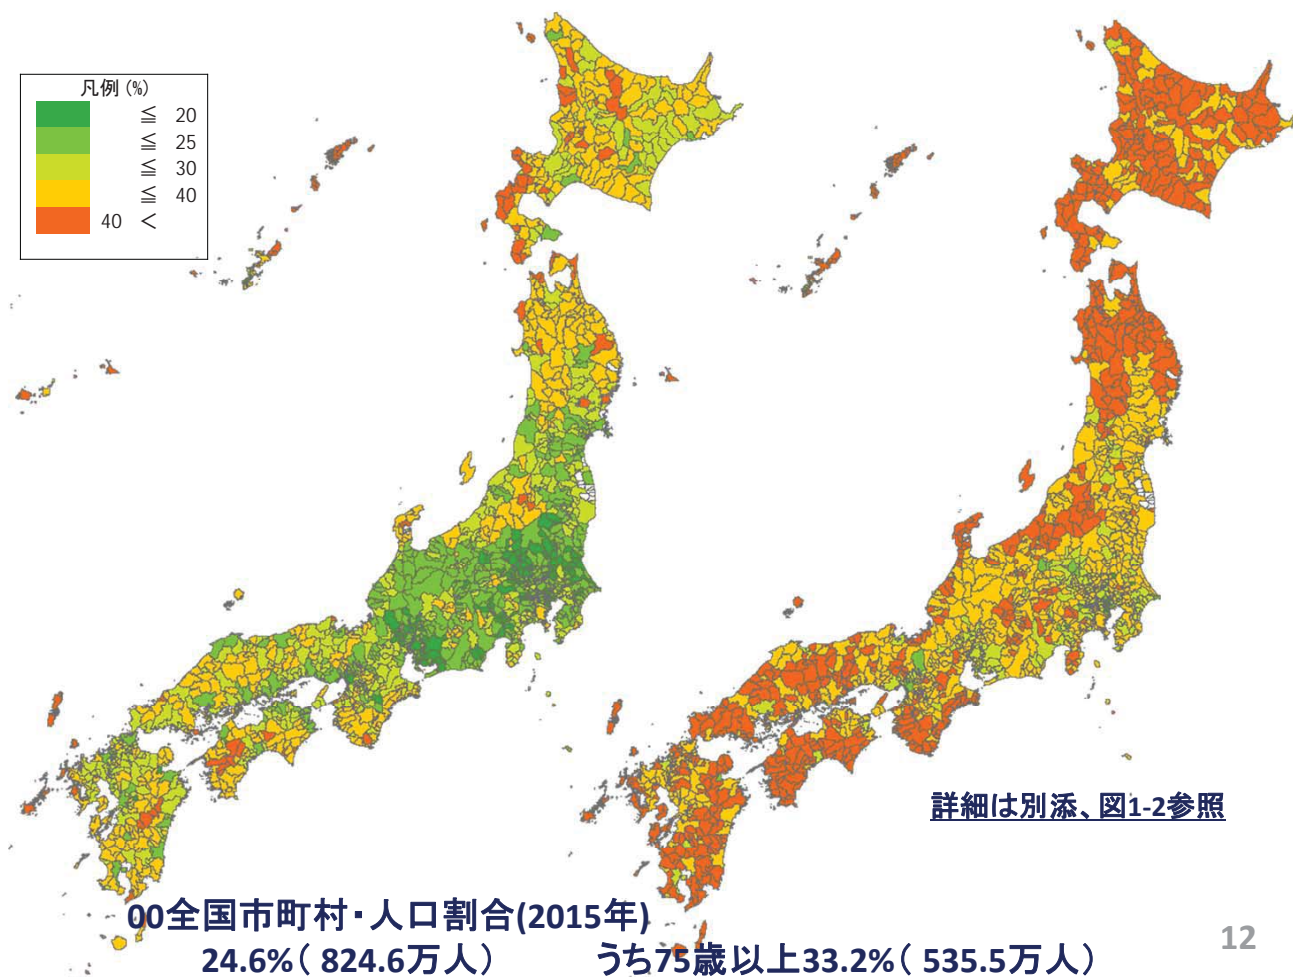 凡例 (%)
≦ 20
≦ 25
≦ 30
≦ 40
40 <
詳細は別添、図1-2参照
00全国市町村・人口割合(2015年)
24.6%( 824.6万人) うち75歳以上33.2%( 535.5万人)
12